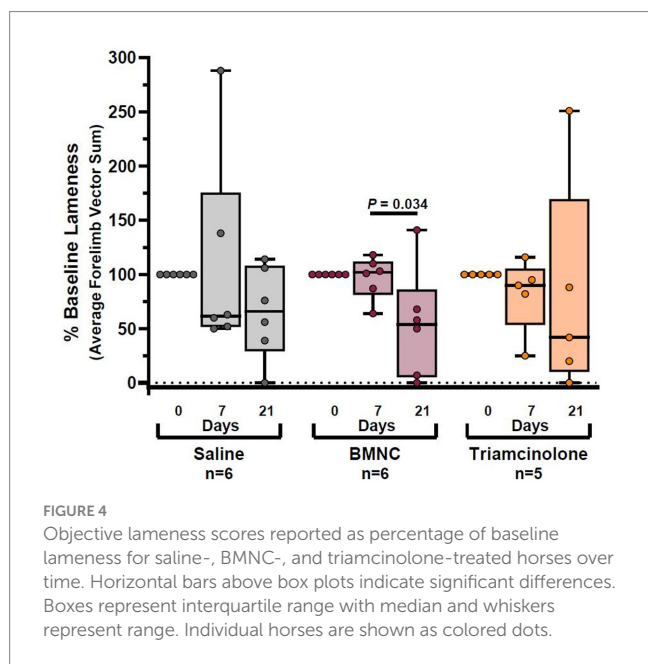 300
250
200
150
100
50
0
% Baseline Lameness
(Average Forelimb Vector Sum)
P = 0.034
0 7 21 0 7 21 0 7 21
Days Days Days
Saline BMNC Triamcinolone
n=6 n=6 n=5
FIGURE 4
Objective lameness scores reported as percentage of baseline
lameness for saline-, BMNC-, and triamcinolone-treated horses over
time. Horizontal bars above box plots indicate significant differences.
Boxes represent interquartile range with median and whiskers
represent range. Individual horses are shown as colored dots.